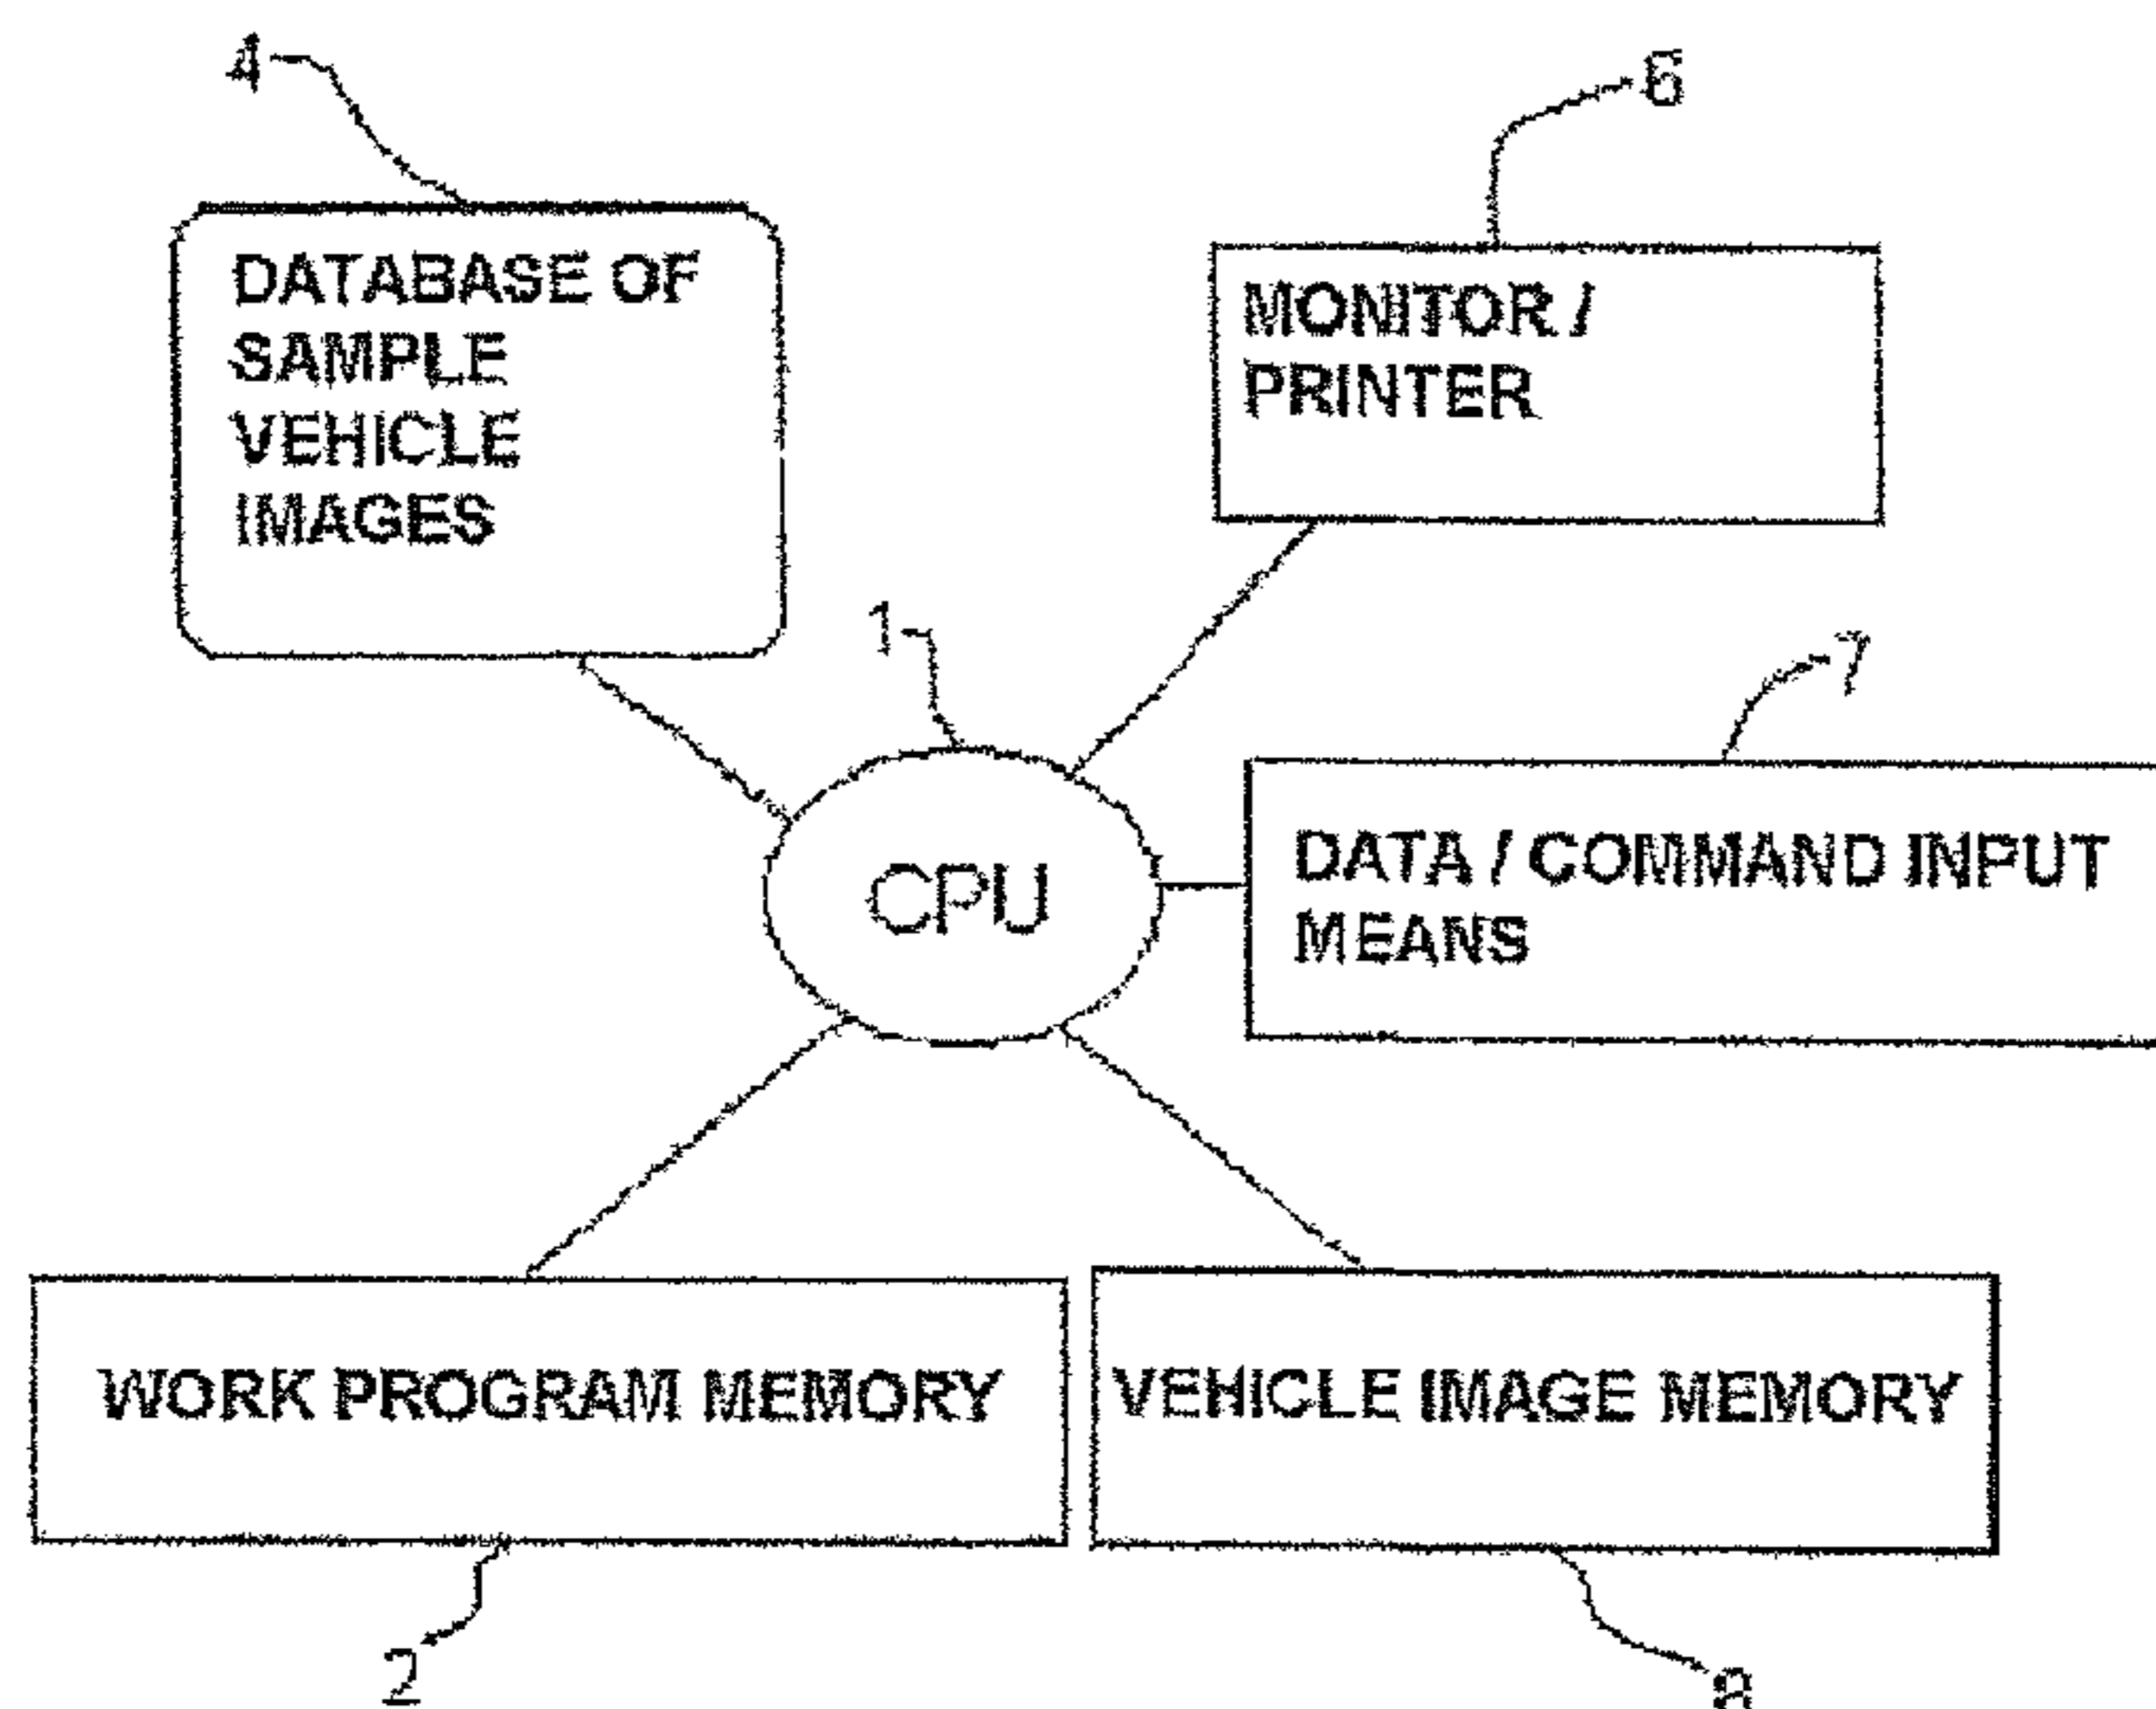 4
6
DATABASE OF
SAMPLE
VEHICLE
IMAGES
MONITOR /
PRINTER
1
7
CPU
DATA / COMMAND INPUT
MEANS
WORK PROGRAM MEMORY
VEHICLE IMAGE MEMORY
2